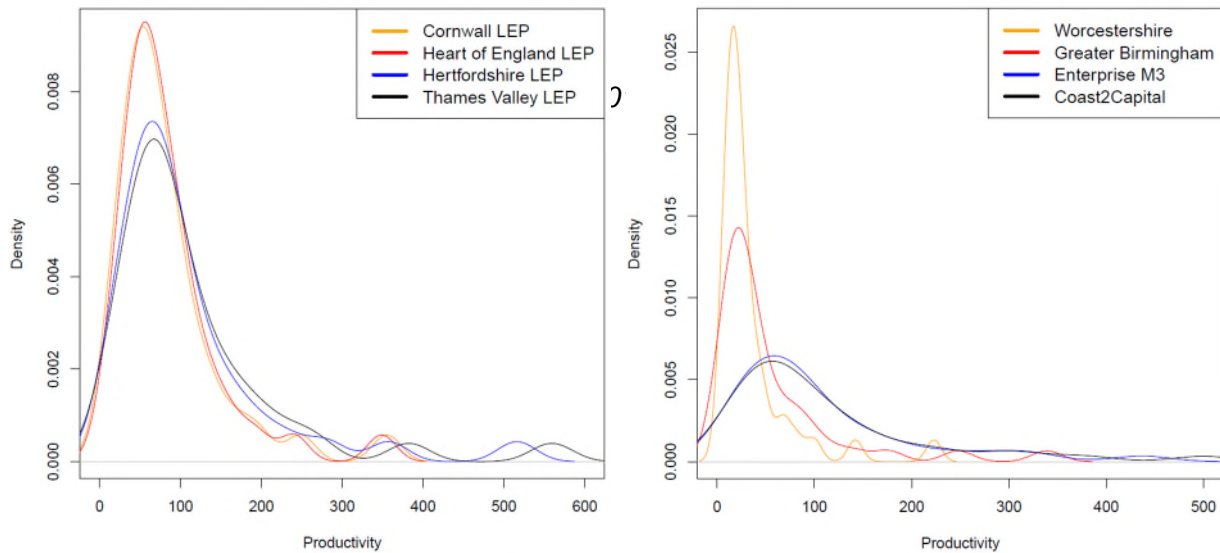 Cornwall LEP
Heart of England LEP
Hertfordshire LEP
Thames Valley LEP
Density
0.000
0.002
0.004
0.006
0.008
0 100 200 300 400 500 600
Productivity
Worcestershire
Greater Birmingham
Enterprise M3
Coast2Capital
Density
0.000
0.005
0.010
0.015
0.020
0.025
0 100 200 300 400 500
Productivity